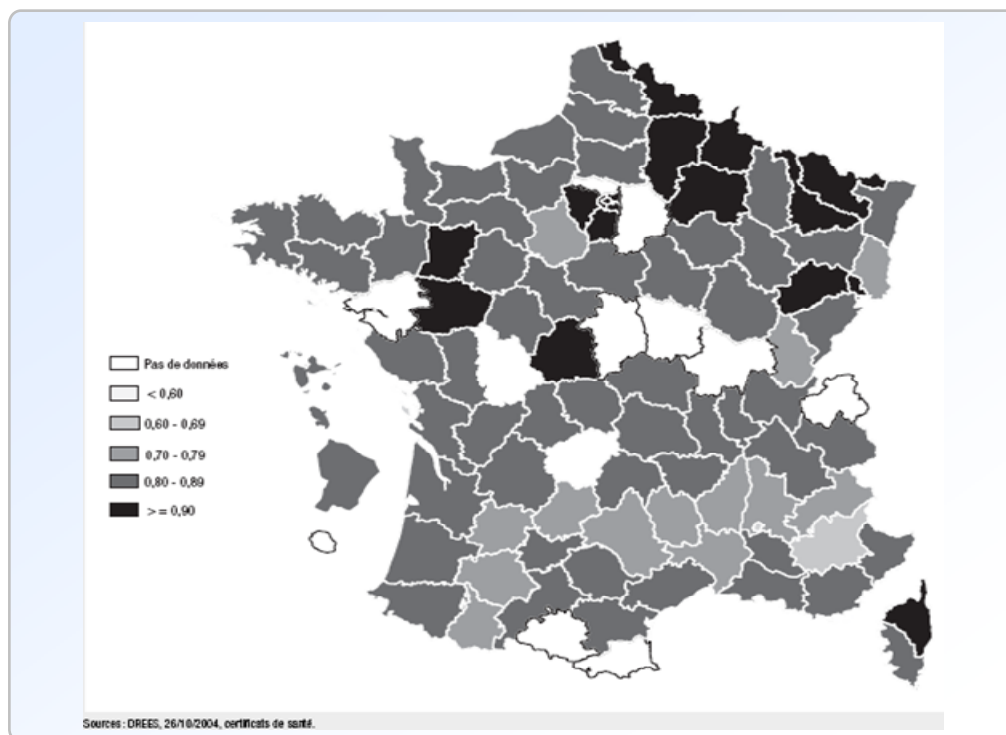 Pas de données
< 0,60
0,60 - 0,69
0,70 - 0,79
0,80 - 0,89
>= 0,90
Sources : DREES, 26/10/2004, certificats de santé.